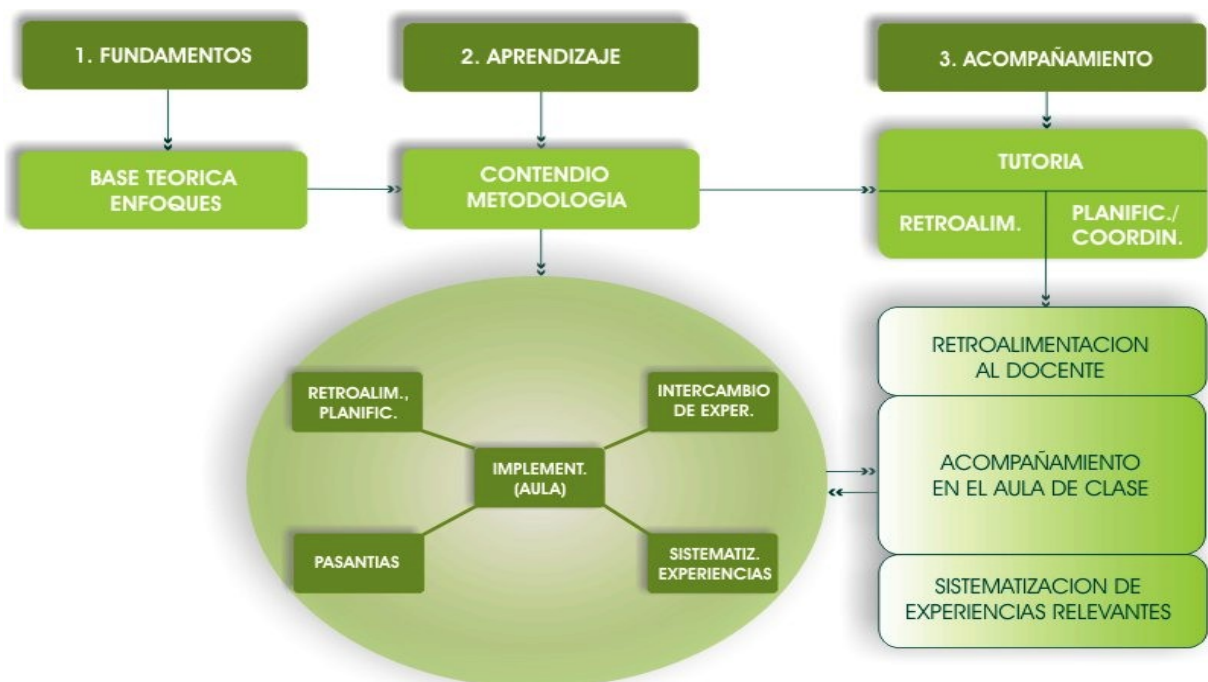 1. FUNDAMENTOS
2. APRENDIZAJE
3. ACOMPAÑAMIENTO
BASE TEORICA
ENFOQUES
CONTENDIO
METODOLOGIA
TUTORIA
RETROALIM.
PLANIFIC./
COORDIN.
RETROALIM.,
PLANIFIC.
INTERCAMBIO
DE EXPER.
IMPLEMENT.
(AULA)
PASANTIAS
SISTEMATIZ.
EXPERIENCIAS
RETROALIMENTACION
AL DOCENTE
ACOMPAÑAMIENTO
EN EL AULA DE CLASE
SISTEMATIZACION DE
EXPERIENCIAS RELEVANTES